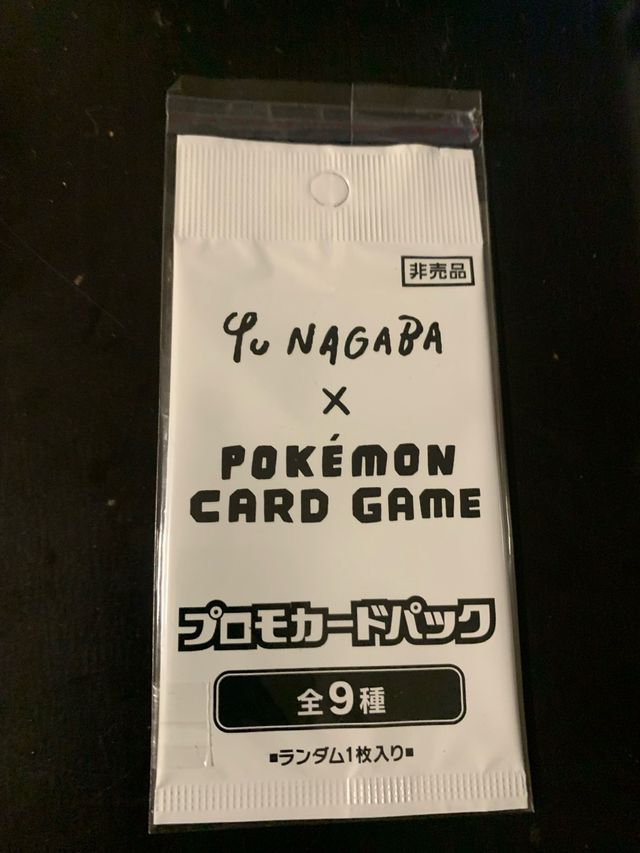 非売品
Yu NAGABA
×
POKÉMON
CARD GAME
プロモカードパック
全9種
■ランダム1枚入り■